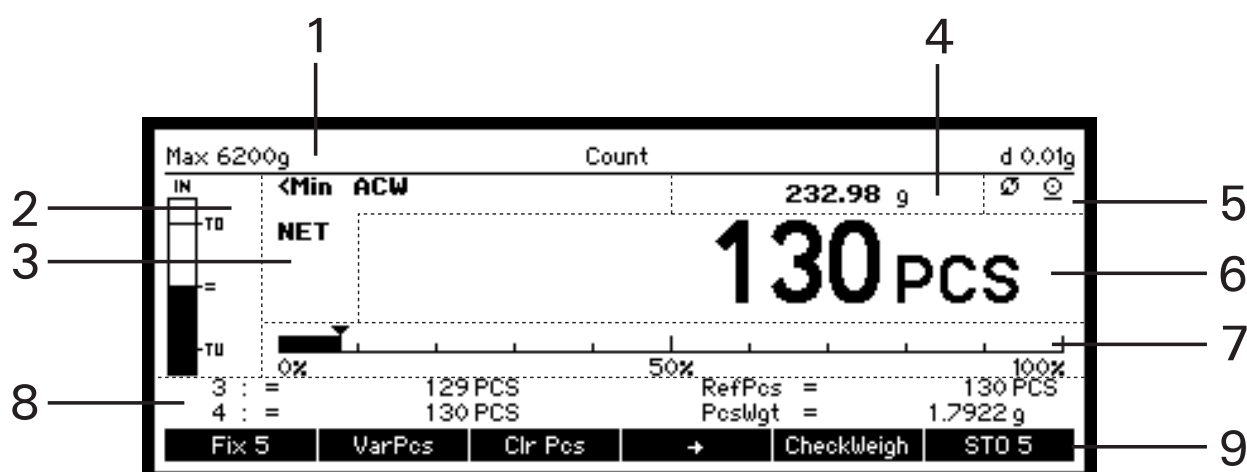 1
4
Max 6200g Count d 0.01g
IN <Min ACW 232.98 g
2 TO 5
NET
3 = 130 PCS 6
TU 7
0% 50% 100%
3 : = 129 PCS RefPcs = 130 PCS
8
4 : = 130 PCS PcsWgt = 1.7922 g
Fix 5 VarPcs Clr Pcs → CheckWeigh STO 5 9